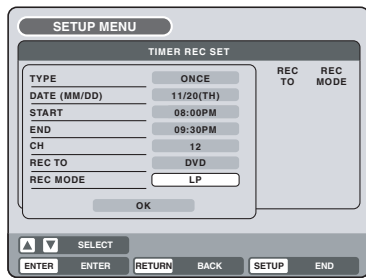 SETUP MENU
TIMER REC SET
REC TO REC MODE
TYPE ONCE
DATE (MM/DD) 11/20(TH)
START 08:00PM
END 09:30PM
CH 12
REC TO DVD
REC MODE LP
OK
SELECT
ENTER ENTER RETURN BACK SETUP END